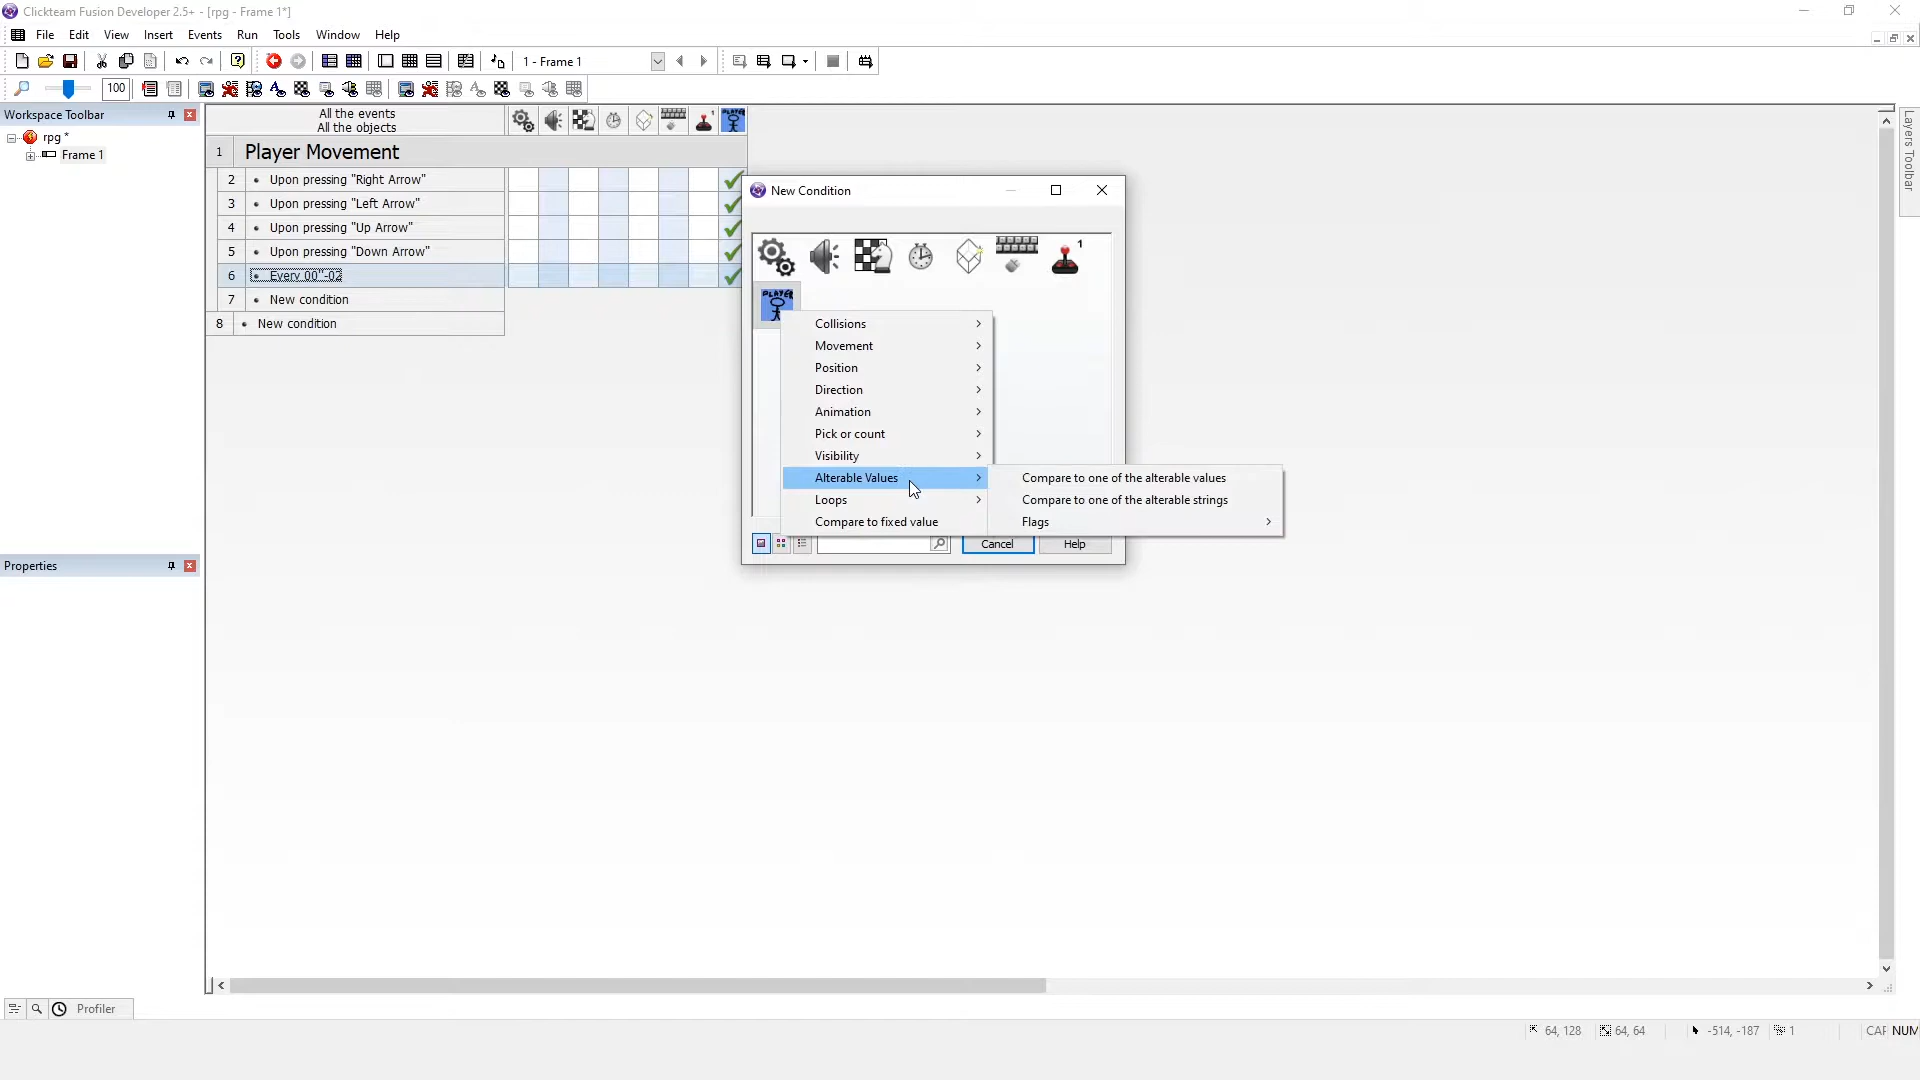 Clickteam Fusion Developer 2.5+ - [rpg - Frame 1*]
File Edit View Insert Events Run Tools Window Help
1 - Frame 1
100
Workspace Toolbar
rpg *
Frame 1
Properties
All the events
All the objects
1 Player Movement
2 • Upon pressing "Right Arrow"
3 • Upon pressing "Left Arrow"
4 • Upon pressing "Up Arrow"
5 • Upon pressing "Down Arrow"
6 • Every 00"-02
7 • New condition
8 • New condition
PLAYER
New Condition
1
PLAYER
Collisions
Movement
Position
Direction
Animation
Pick or count
Visibility
Alterable Values
Loops
Compare to fixed value
Compare to one of the alterable values
Compare to one of the alterable strings
Flags
Cancel Help
Layers Toolbar
Profiler
64, 128 64, 64 -514, -187 1 CAP NUM